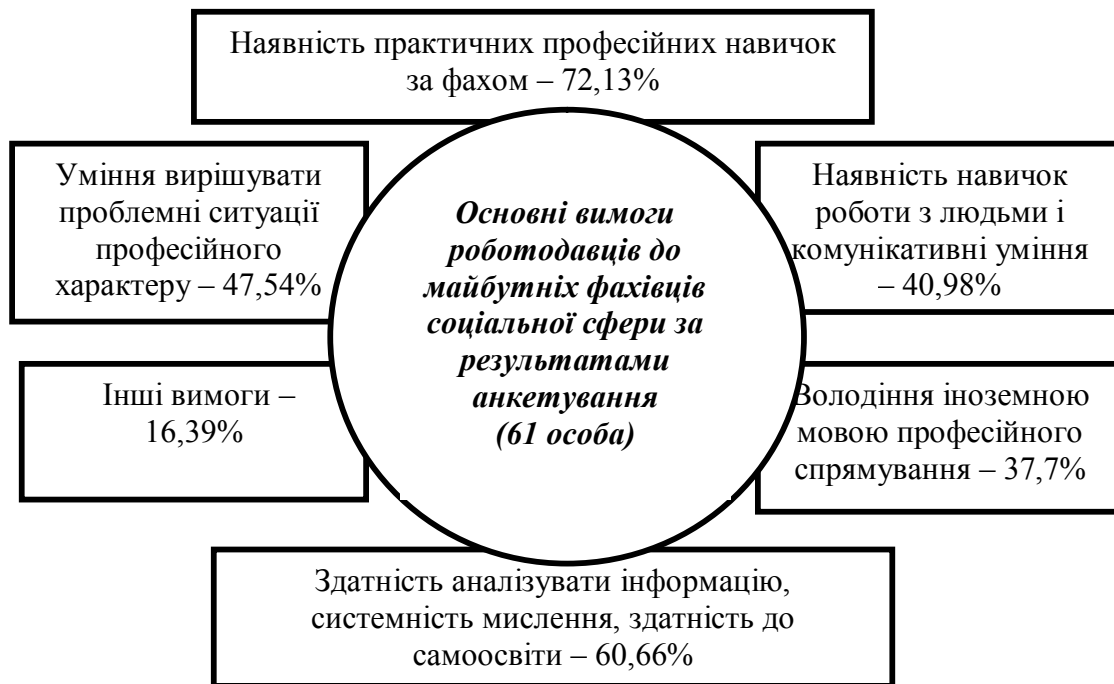 Наявність практичних професійних навичок
за фахом – 72,13%
Уміння вирішувати
проблемні ситуації
професійного
характеру – 47,54%
Основні вимоги
роботодавців до
майбутніх фахівців
соціальної сфери за
результатами
анкетування
(61 особа)
Наявність навичок
роботи з людьми і
комунікативні уміння
– 40,98%
Інші вимоги –
16,39%
Володіння іноземною
мовою професійного
спрямування – 37,7%
Здатність аналізувати інформацію,
системність мислення, здатність до
самоосвіти – 60,66%